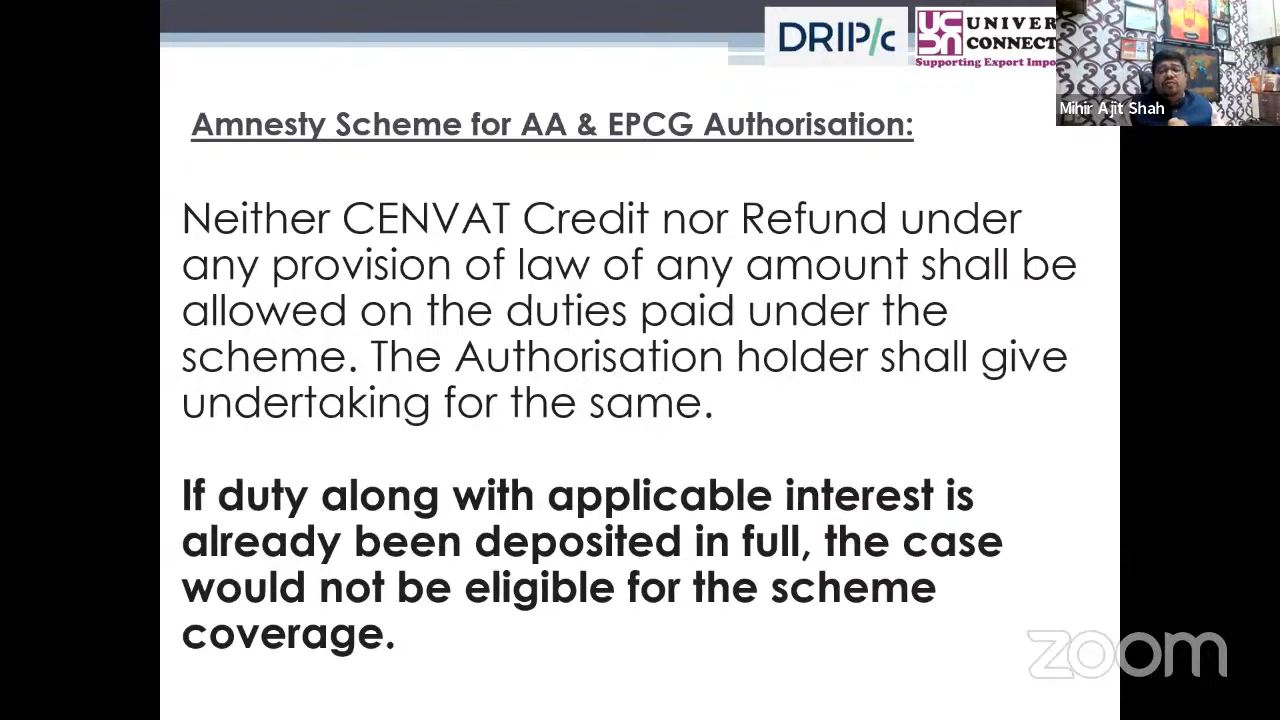 DRIP/c
UNIVER
CONNECT
Supporting Export Impo
Mihir Ajit Shah
Amnesty Scheme for AA & EPCG Authorisation:
Neither CENVAT Credit nor Refund under
any provision of law of any amount shall be
allowed on the duties paid under the
scheme. The Authorisation holder shall give
undertaking for the same.
If duty along with applicable interest is
already been deposited in full, the case
would not be eligible for the scheme
coverage.
zoom